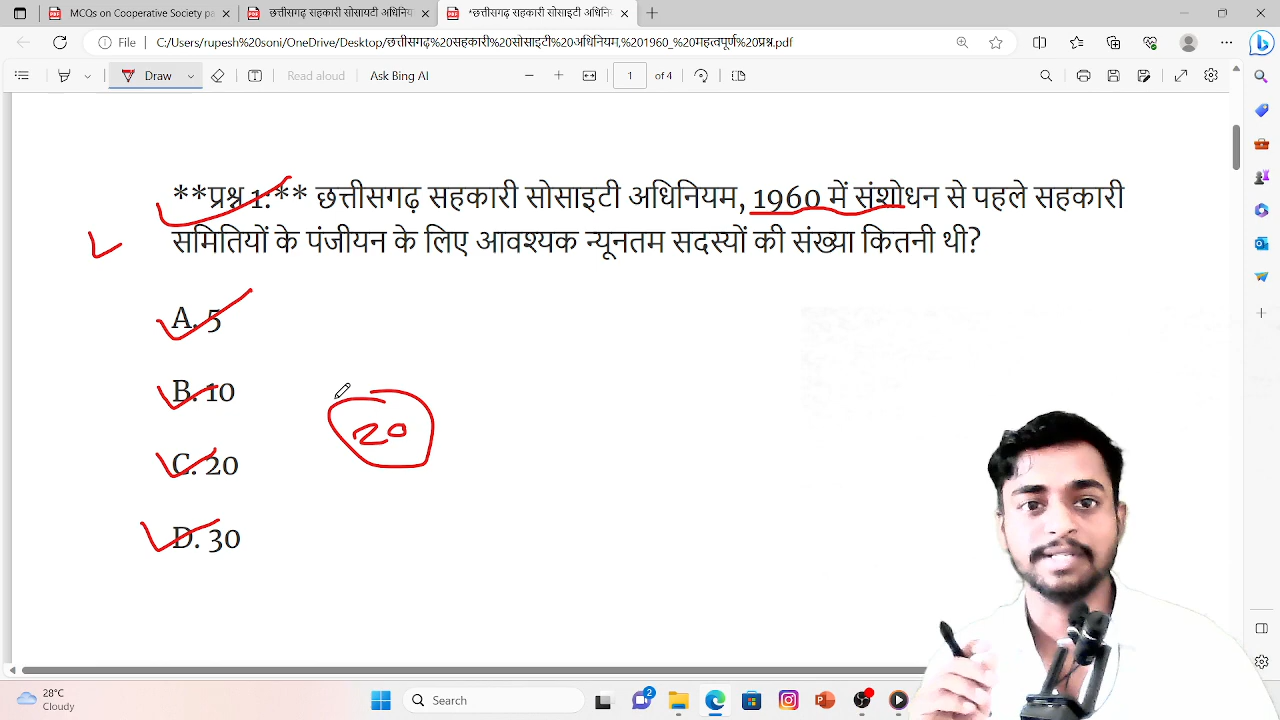 MCQs on Cooperative Society pa
छत्तीसगढ़ सहकारी सोसायटी अधिनिय
*छत्तीसगढ़ सहकारी सोसाइटी अधिनि
File
C:/Users/rupesh%20soni/OneDrive/Desktop/छत्तीसगढ़%20सहकारी%20सोसाइटी%20अधिनियम,%201960_%20महत्वपूर्ण%20प्रश्न.pdf
Draw
Read aloud
Ask Bing AI
1
of 4
**प्रश्न 1:** छत्तीसगढ़ सहकारी सोसाइटी अधिनियम, 1960 में संशोधन से पहले सहकारी
समितियों के पंजीयन के लिए आवश्यक न्यूनतम सदस्यों की संख्या कितनी थी?
A. 5
B. 10
20
C. 20
D. 30
28°C
Cloudy
Search
2